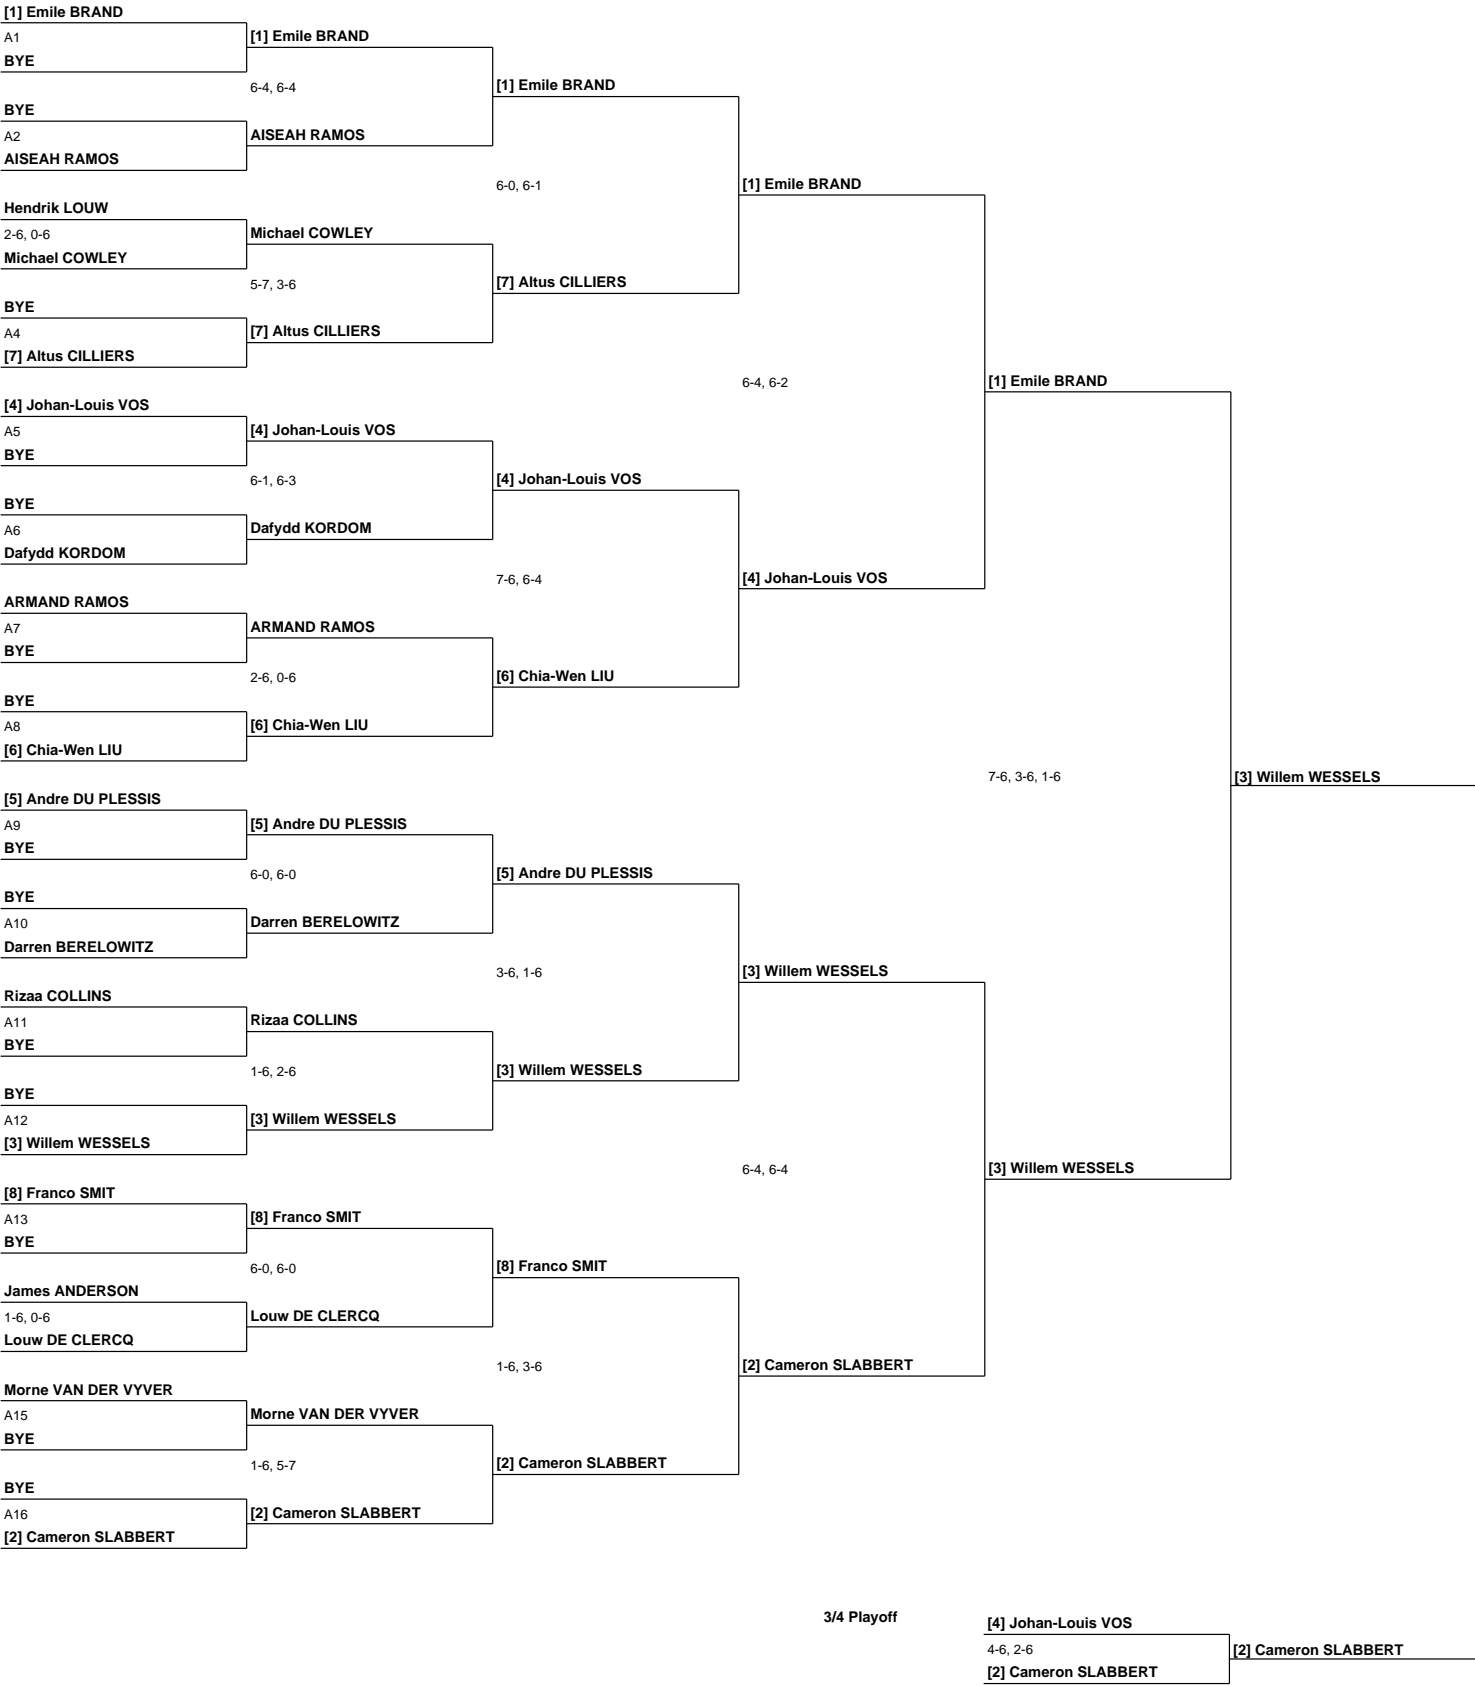 [1] Emile BRAND
A1
BYE
BYE
A2
AISEAH RAMOS
Hendrik LOUW
2-6, 0-6
Michael COWLEY
BYE
A4
[7] Altus CILLIERS
[4] Johan-Louis VOS
A5
BYE
BYE
A6
Dafydd KORDOM
ARMAND RAMOS
A7
BYE
BYE
A8
[6] Chia-Wen LIU
[5] Andre DU PLESSIS
A9
BYE
BYE
A10
Darren BERELOWITZ
Rizaa COLLINS
A11
BYE
BYE
A12
[3] Willem WESSELS
[8] Franco SMIT
A13
BYE
James ANDERSON
1-6, 0-6
Louw DE CLERCQ
Morne VAN DER VYVER
A15
BYE
BYE
A16
[2] Cameron SLABBERT
[1] Emile BRAND
6-4, 6-4
AISEAH RAMOS
Michael COWLEY
5-7, 3-6
[7] Altus CILLIERS
[4] Johan-Louis VOS
6-1, 6-3
Dafydd KORDOM
ARMAND RAMOS
2-6, 0-6
[6] Chia-Wen LIU
[5] Andre DU PLESSIS
6-0, 6-0
Darren BERELOWITZ
Rizaa COLLINS
1-6, 2-6
[3] Willem WESSELS
[8] Franco SMIT
6-0, 6-0
Louw DE CLERCQ
Morne VAN DER VYVER
1-6, 5-7
[2] Cameron SLABBERT
[1] Emile BRAND
6-0, 6-1
[7] Altus CILLIERS
[4] Johan-Louis VOS
7-6, 6-4
[6] Chia-Wen LIU
[5] Andre DU PLESSIS
3-6, 1-6
[3] Willem WESSELS
[8] Franco SMIT
1-6, 3-6
[2] Cameron SLABBERT
[1] Emile BRAND
6-4, 6-2
[4] Johan-Louis VOS
[3] Willem WESSELS
6-4, 6-4
[2] Cameron SLABBERT
[1] Emile BRAND
7-6, 3-6, 1-6
[3] Willem WESSELS
[3] Willem WESSELS
3/4 Playoff
[4] Johan-Louis VOS
4-6, 2-6
[2] Cameron SLABBERT
[2] Cameron SLABBERT